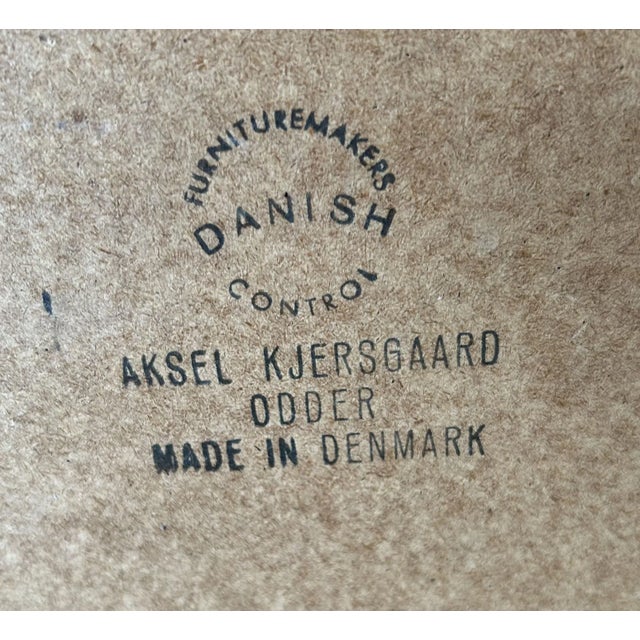 FURNITUREMAKERS
DANISH
CONTROL
AKSEL KJERSGAARD
ODDER
MADE IN DENMARK